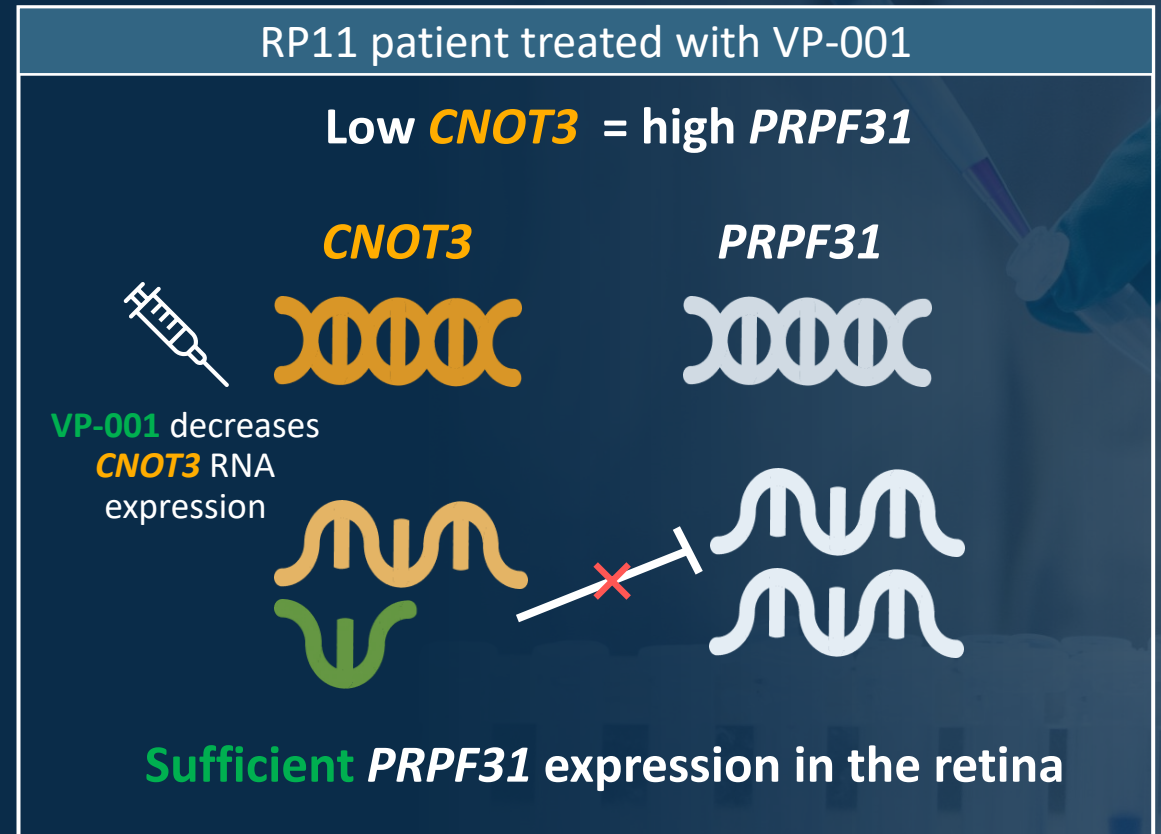 RP11 patient treated with VP-001
Low CNOT3 = high PRPF31
CNOT3
PRPF31
VP-001 decreases
CNOT3 RNA
expression
Sufficient PRPF31 expression in the retina